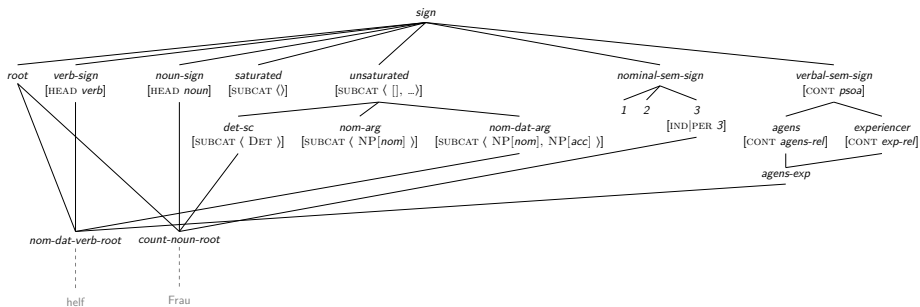 sign
root verb-sign noun-sign saturated unsaturated nominal-sem-sign verbal-sem-sign
[HEAD verb] [HEAD noun] [SUBCAT ⟨⟩] [SUBCAT ⟨ [], ...⟩] [CONT psoa]
1 2 3
[IND|PER 3]
det-sc nom-arg nom-dat-arg agens experiencer
[SUBCAT ⟨ DET ⟩] [SUBCAT ⟨ NP[nom] ⟩] [SUBCAT ⟨ NP[nom], NP[acc] ⟩] [CONT agens-rel] [CONT exp-rel]
agens-exp
nom-dat-verb-root count-noun-root
helf Frau